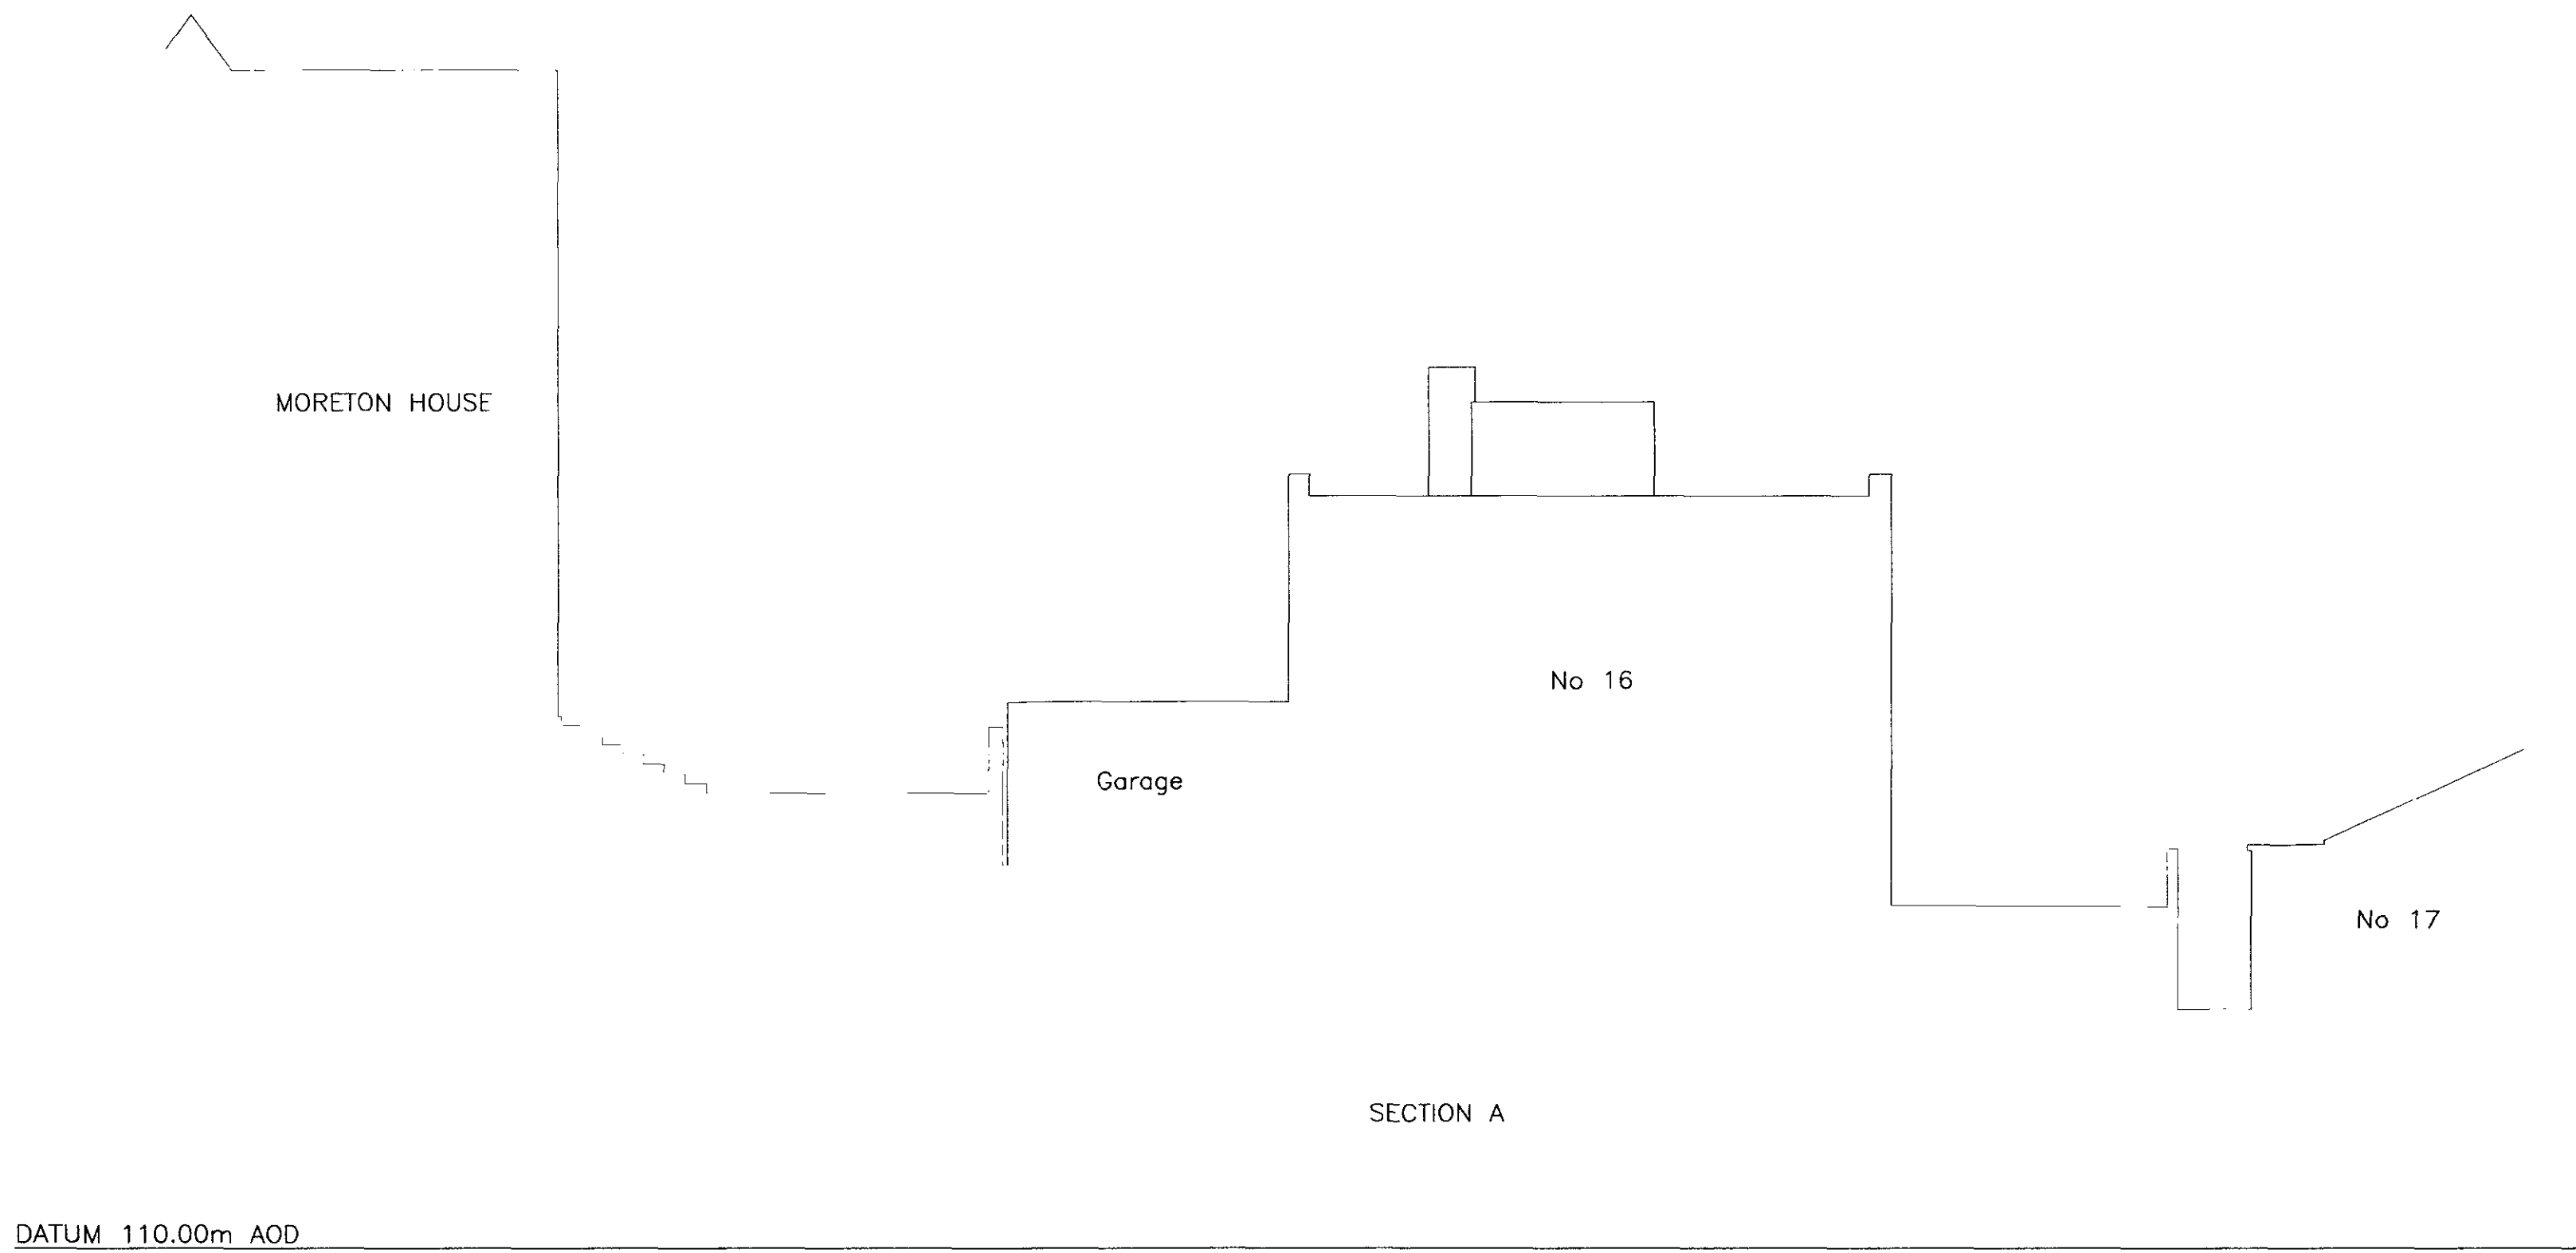 MORETON HOUSE
No 16
Garage
No 17
SECTION A
DATUM 110.00m AOD